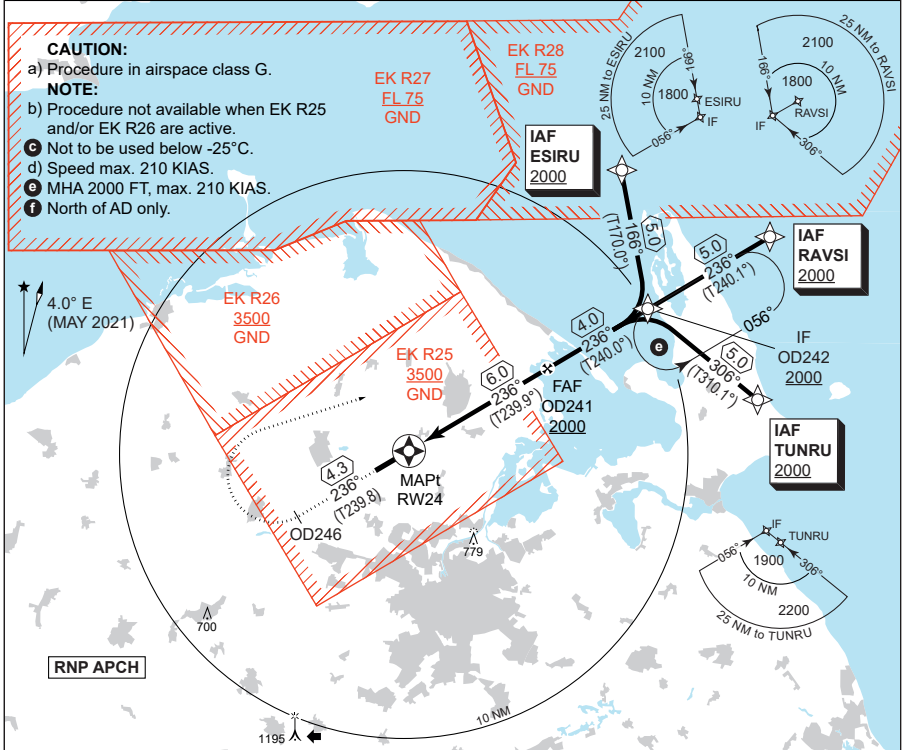 CAUTION:
a) Procedure in airspace class G.
NOTE:
b) Procedure not available when EK R25
and/or EK R26 are active.
c Not to be used below -25°C.
d) Speed max. 210 KIAS.
e MHA 2000 FT, max. 210 KIAS.
f North of AD only.
EK R27
FL 75
GND
EK R28
FL 75
GND
25 NM to ESIRU
2100
166°
10 NM
1800
ESIRU
IF
056°
25 NM to RAVSI
2100
166°
10 NM
1800
RAVSI
IF
306°
IAF
ESIRU
2000
5.0
166°
(T170.0°)
5.0
236°
(T240.1°)
IAF
RAVSI
2000
056°
4.0° E
(MAY 2021)
EK R26
3500
GND
EK R25
3500
GND
4.0
236°
(T240.0°)
e
IF
OD242
2000
5.0
306°
(T310.1°)
6.0
236°
(T239.9°)
FAF
OD241
2000
IAF
TUNRU
2000
4.3
236°
(T239.8)
MAPt
RW24
OD246
779
IF
TUNRU
056°
1900
306°
10 NM
2200
25 NM to TUNRU
700
RNP APCH
10 NM
1195